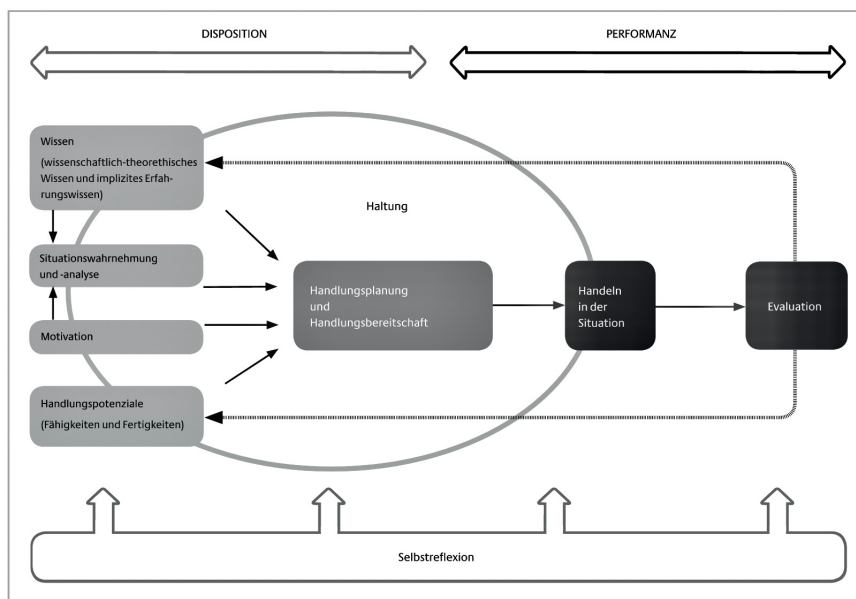 DISPOSITION
PERFORMANZ
Wissen
(wissenschaftlich-theorethisches
Wissen und implizites Erfah-
rungswissen)
Haltung
Situationswahrnehmung
und -analyse
Motivation
Handlungspotenziale
(Fähigkeiten und Fertigkeiten)
Handlungsplanung
und
Handlungsbereitschaft
Handeln
in der
Situation
Evaluation
Selbstreflexion